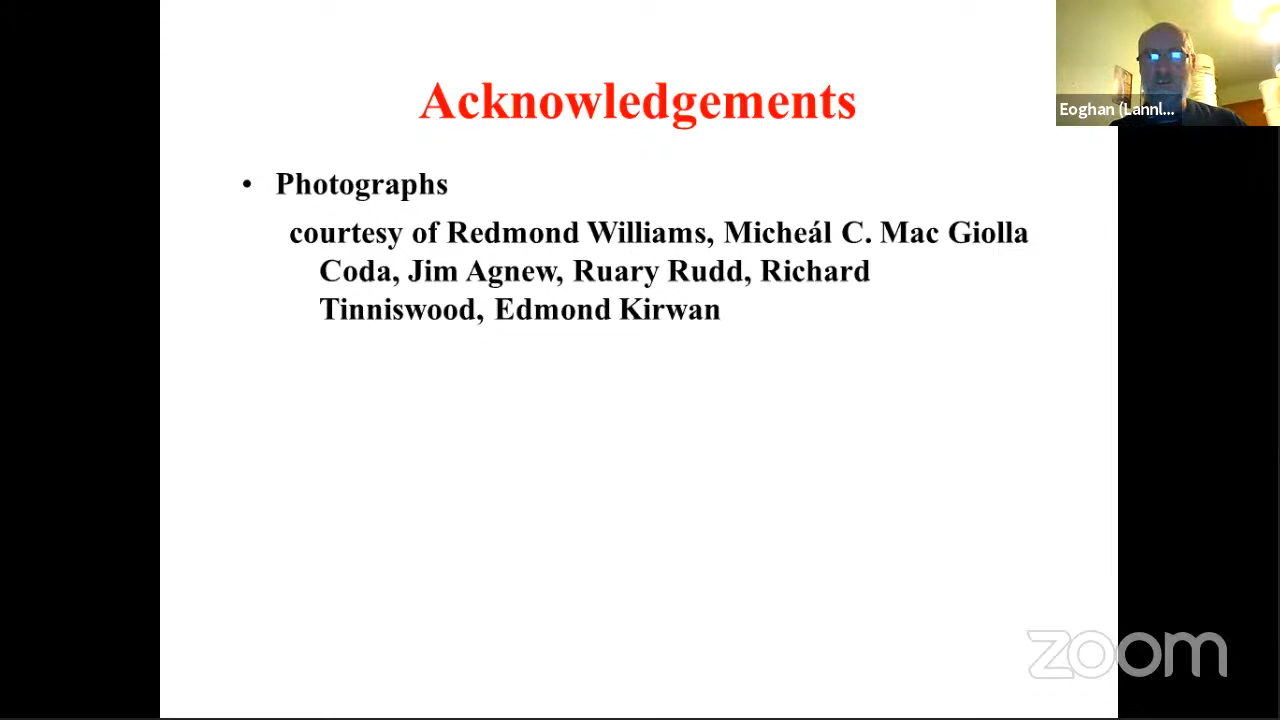 Acknowledgements
Eoghan (Lannl...
• Photographs
courtesy of Redmond Williams, Micheál C. Mac Giolla
Coda, Jim Agnew, Ruary Rudd, Richard
Tinniswood, Edmond Kirwan
zoom